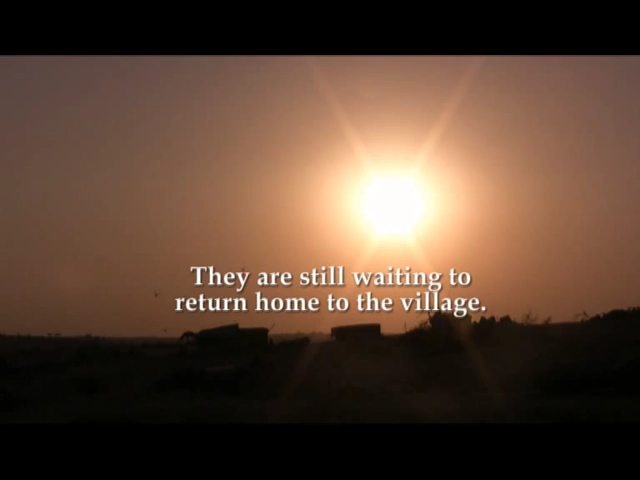 They are still waiting to
return home to the village.